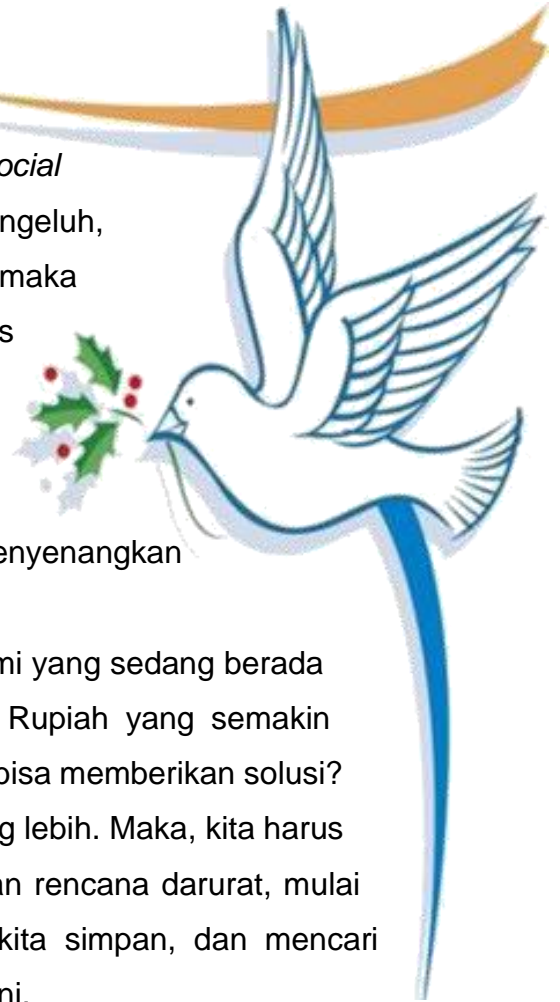 ocial
ngeluh,
maka
s
enyenangkan
mi yang sedang berada
Rupiah yang semakin
bisa memberikan solusi?
g lebih. Maka, kita harus
an rencana darurat, mulai
kita simpan, dan mencari
ni.